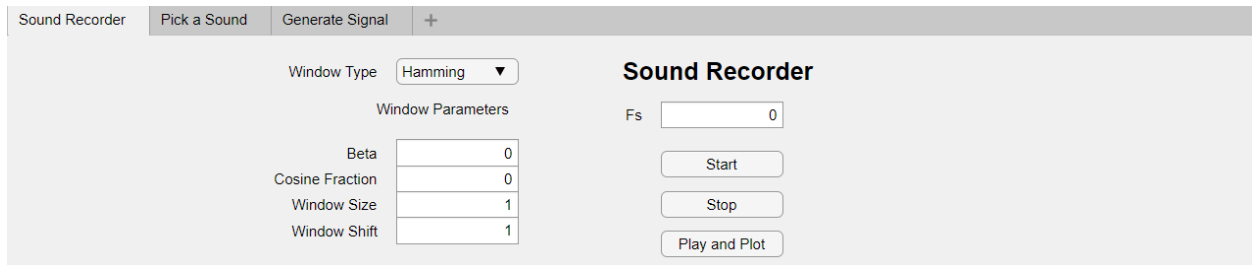 Sound Recorder Pick a Sound Generate Signal +
Window Type Hamming ▼
Window Parameters
Beta 0
Cosine Fraction 0
Window Size 1
Window Shift 1
Sound Recorder
Fs 0
Start
Stop
Play and Plot